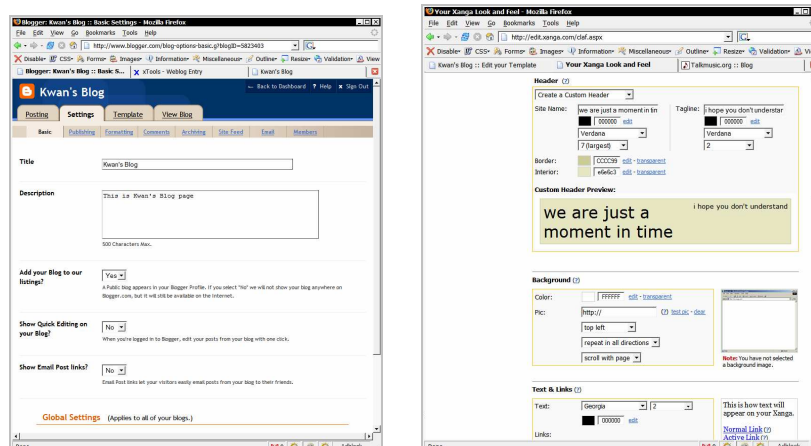 Blogger: Kwan's Blog :: Basic Settings - Mozilla Firefox
File Edit View Go Bookmarks Tools Help
http://www.blogger.com/blog-options-basic.g?blogID=5823403
Disable CSS Forms Images Information Miscellaneous Outline Resize Validation View
Blogger: Kwan's Blog :: Basic S... xTools - Weblog Entry Kwan's Blog
Kwan's Blog
Back to Dashboard ? Help x Sign Out
Posting Settings Template View Blog
Basic Publishing Formatting Comments Archiving Site Feed Email Members
Title
Kwan's Blog
Description
This is Kwan's Blog page
500 Characters Max.
Add your Blog to our
listings?
Yes
A Public blog appears in your Blogger Profile. If you select "No" we will not show your blog anywhere on
Blogger.com, but it will still be available on the internet.
Show Quick Editing on
your Blog?
No
When you're logged in to Blogger, edit your posts from your blog with one click.
Show Email Post links?
No
Email Post links let your visitors easily email posts from your blog to their friends.
Global Settings (Applies to all of your blogs.)
Your Xanga Look and Feel - Mozilla Firefox
File Edit View Go Bookmarks Tools Help
http://edit.xanga.com/claf.aspx
Disable CSS Forms Images Information Miscellaneous Outline Resize Validation
Kwan's Blog :: Edit your Template Your Xanga Look and Feel Talkmusic.org :: Blog
Header (?)
Create a Custom Header
Site Name: we are just a moment in tin Tagline: i hope you don't understar
000000 edit 000000 edit
Verdana Verdana
7 (largest) 2
Border: CCCC99 edit - transparent
Interior: e6e6c3 edit - transparent
Custom Header Preview:
we are just a
moment in time
i hope you don't understand
Background (?)
Color: FFFFFF edit - transparent
Pic: http:// (?) test pic - clear
top left
repeat in all directions
scroll with page
Note: You have not selected
a background image.
Text & Links (?)
Text: Georgia 2
000000 edit
Links:
This is how text will
appear on your Xanga.
Normal Link (?)
Active Link (?)